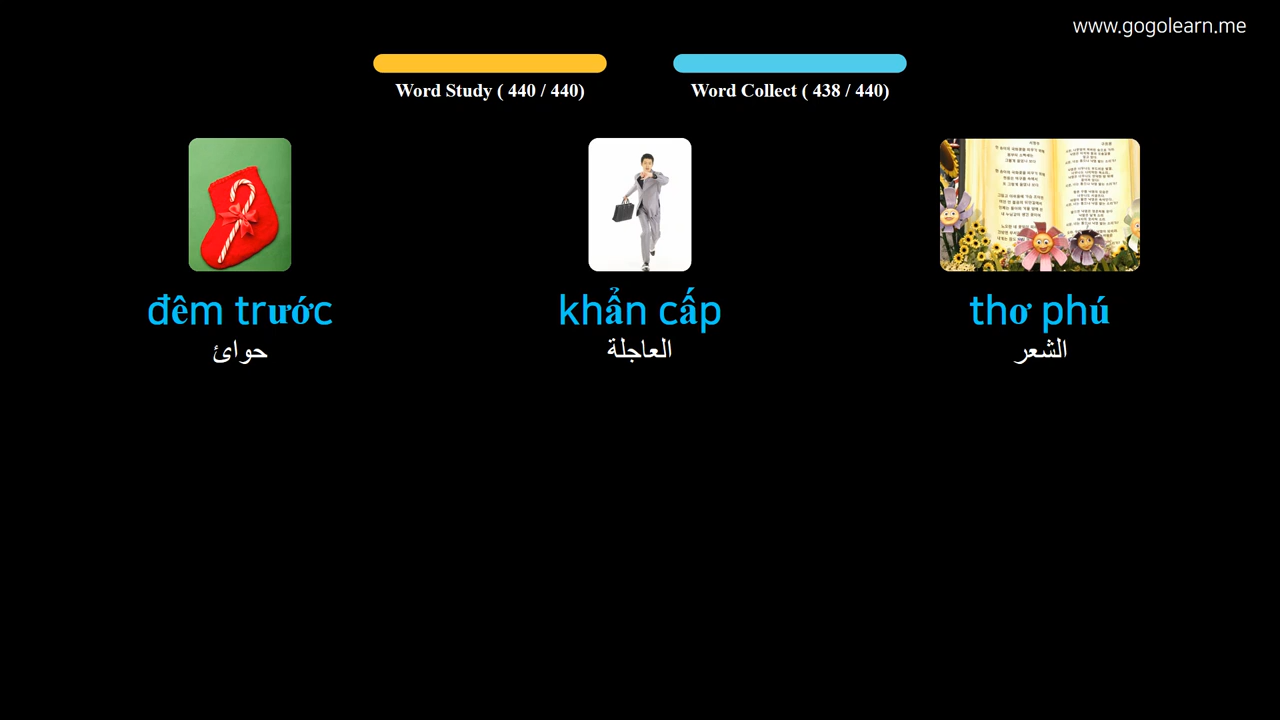 www.gogolearn.me
Word Study ( 440 / 440)
Word Collect ( 438 / 440)
đêm trước
khẩn cấp
thơ phú
حوائ
العاجلة
الشعر